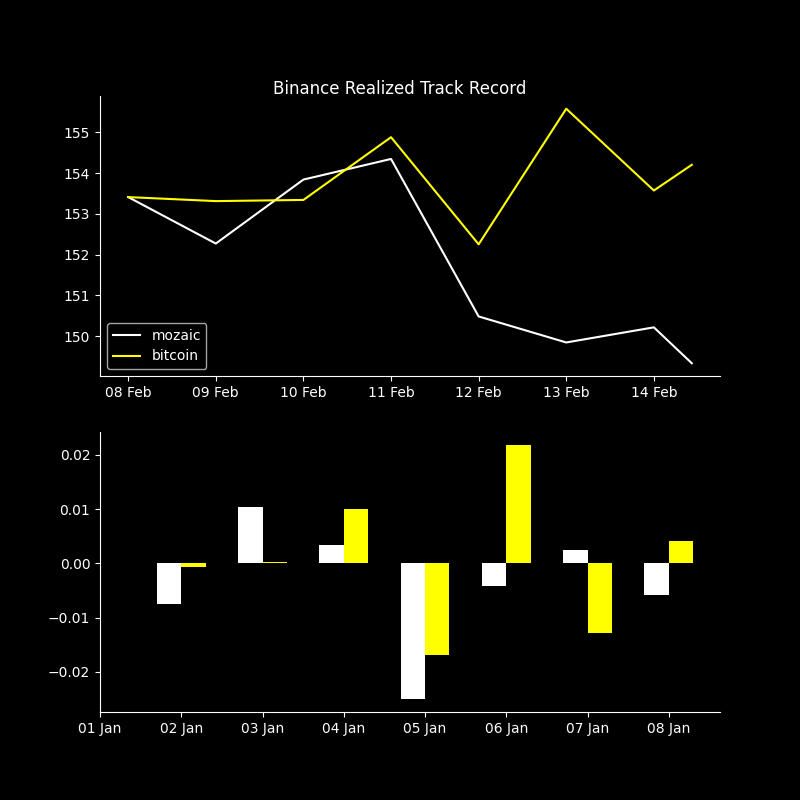 Binance Realized Track Record
155
154
153
152
151
150
mozaic
bitcoin
08 Feb 09 Feb 10 Feb 11 Feb 12 Feb 13 Feb 14 Feb
0.02
0.01
0.00
−0.01
−0.02
01 Jan 02 Jan 03 Jan 04 Jan 05 Jan 06 Jan 07 Jan 08 Jan